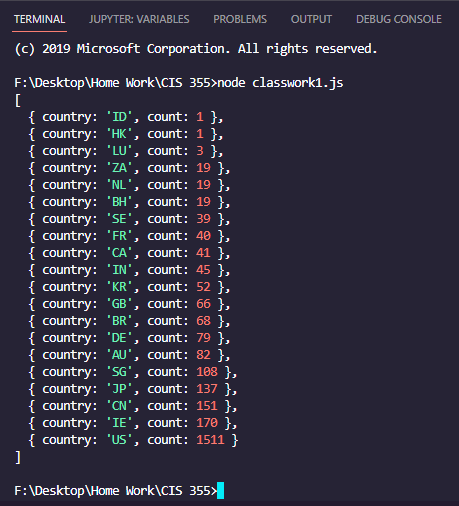 TERMINAL JUPYTER: VARIABLES PROBLEMS OUTPUT DEBUG CONSOLE
(c) 2019 Microsoft Corporation. All rights reserved.
F:\Desktop\Home Work\CIS 355>node classwork1.js
[
  { country: 'ID', count: 1 },
  { country: 'HK', count: 1 },
  { country: 'LU', count: 3 },
  { country: 'ZA', count: 19 },
  { country: 'NL', count: 19 },
  { country: 'BH', count: 19 },
  { country: 'SE', count: 39 },
  { country: 'FR', count: 40 },
  { country: 'CA', count: 41 },
  { country: 'IN', count: 45 },
  { country: 'KR', count: 52 },
  { country: 'GB', count: 66 },
  { country: 'BR', count: 68 },
  { country: 'DE', count: 79 },
  { country: 'AU', count: 82 },
  { country: 'SG', count: 108 },
  { country: 'JP', count: 137 },
  { country: 'CN', count: 151 },
  { country: 'IE', count: 170 },
  { country: 'US', count: 1511 }
]
F:\Desktop\Home Work\CIS 355>